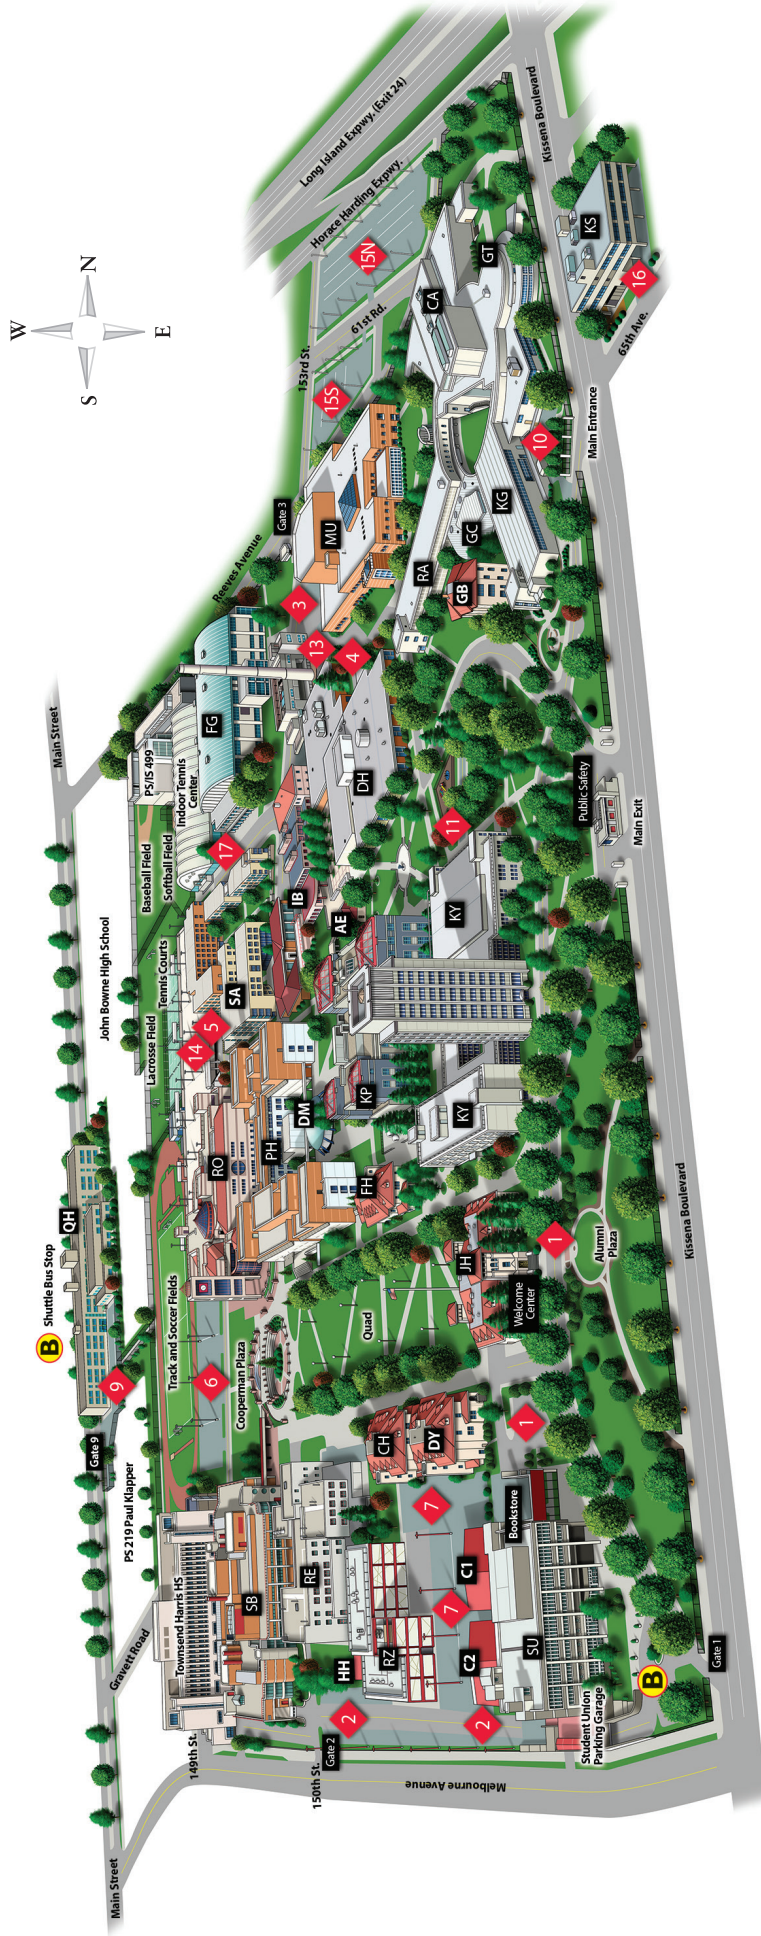 W
N
S
E
Long Island Expwy. (Exit 24)
Horace Harding Expwy.
Kissena Boulevard
15N
61st Rd.
153rd St.
15S
CA
GT
KS
16
65th Ave.
Main Entrance
10
KG
GC
RA
GB
MU
Gate 3
Reeves Avenue
3
13
4
Main Street
PS/IS 499
FG
Indoor Tennis
Center
Softball Field
Baseball Field
17
DH
11
Public Safety
Main Exit
John Bowne High School
Tennis Courts
Lacrosse Field
IB
AE
KY
SA
5
14
RO
PH
DM
KP
KY
FH
QH
Shuttle Bus Stop
B
9
Gate 9
Track and Soccer Fields
6
Cooperman Plaza
Quad
JH
1
Welcome
Center
Alumni
Plaza
Kissena Boulevard
PS 219 Paul Klapper
CH
DY
1
7
Bookstore
Townsend Harris HS
SB
RE
HH
RZ
7
C1
C2
SU
Gravett Road
2
2
Student Union
Parking Garage
B
Gate 1
149th St.
150th St.
Gate 2
Melbourne Avenue
Main Street